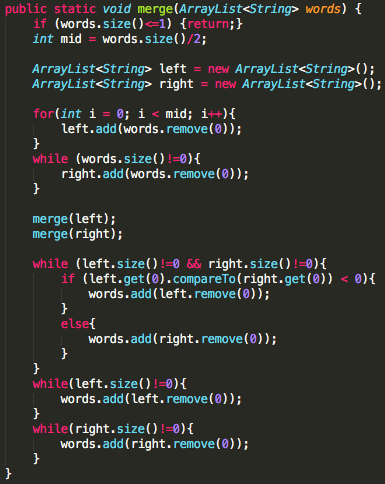 public static void merge(ArrayList<String> words) {
    if (words.size()<=1) {return;}
    int mid = words.size()/2;

    ArrayList<String> left = new ArrayList<String>();
    ArrayList<String> right = new ArrayList<String>();

    for(int i = 0; i < mid; i++){
        left.add(words.remove(0));
    }
    while (words.size()!=0){
        right.add(words.remove(0));
    }

    merge(left);
    merge(right);

    while (left.size()!=0 && right.size()!=0){
        if (left.get(0).compareTo(right.get(0)) < 0){
            words.add(left.remove(0));
        }
        else{
            words.add(right.remove(0));
        }
    }
    while(left.size()!=0){
        words.add(left.remove(0));
    }
    while(right.size()!=0){
        words.add(right.remove(0));
    }
}